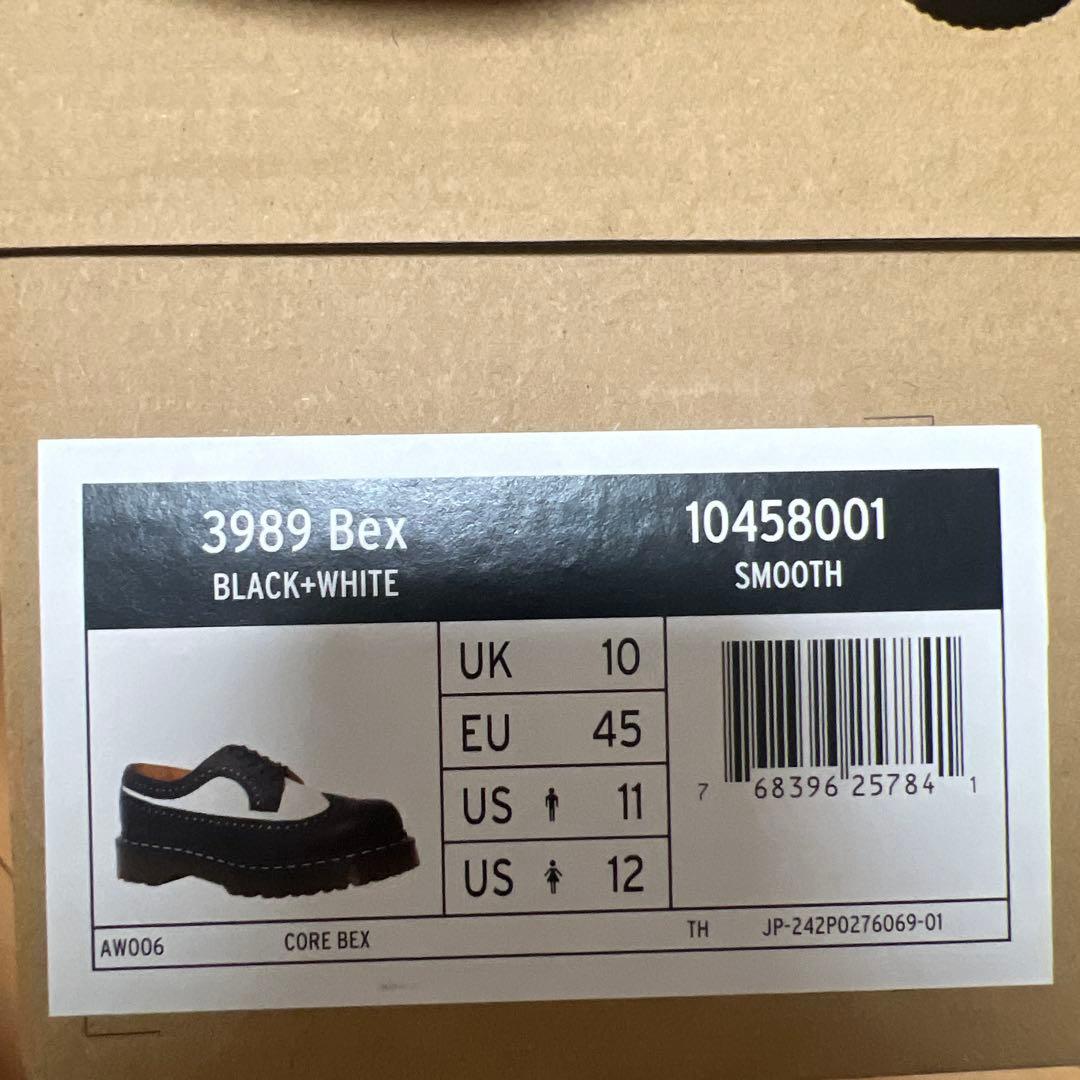 3989 Bex
BLACK+WHITE
10458001
SMOOTH
UK 10
EU 45
US 11
US 12
7 68396 25784 1
AW006
CORE BEX
TH
JP-242P0276069-01